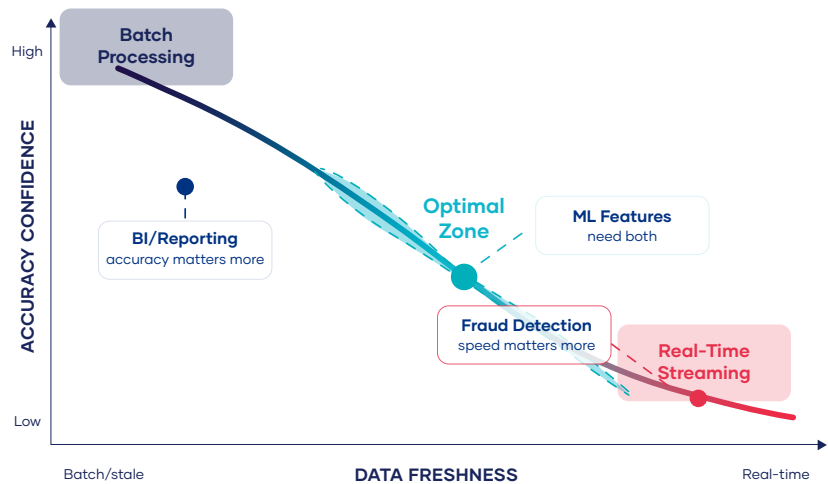 Batch
Processing
High
ACCURACY CONFIDENCE
Optimal
Zone
ML Features
need both
BI/Reporting
accuracy matters more
Fraud Detection
speed matters more
Real-Time
Streaming
Low
Batch/stale
DATA FRESHNESS
Real-time